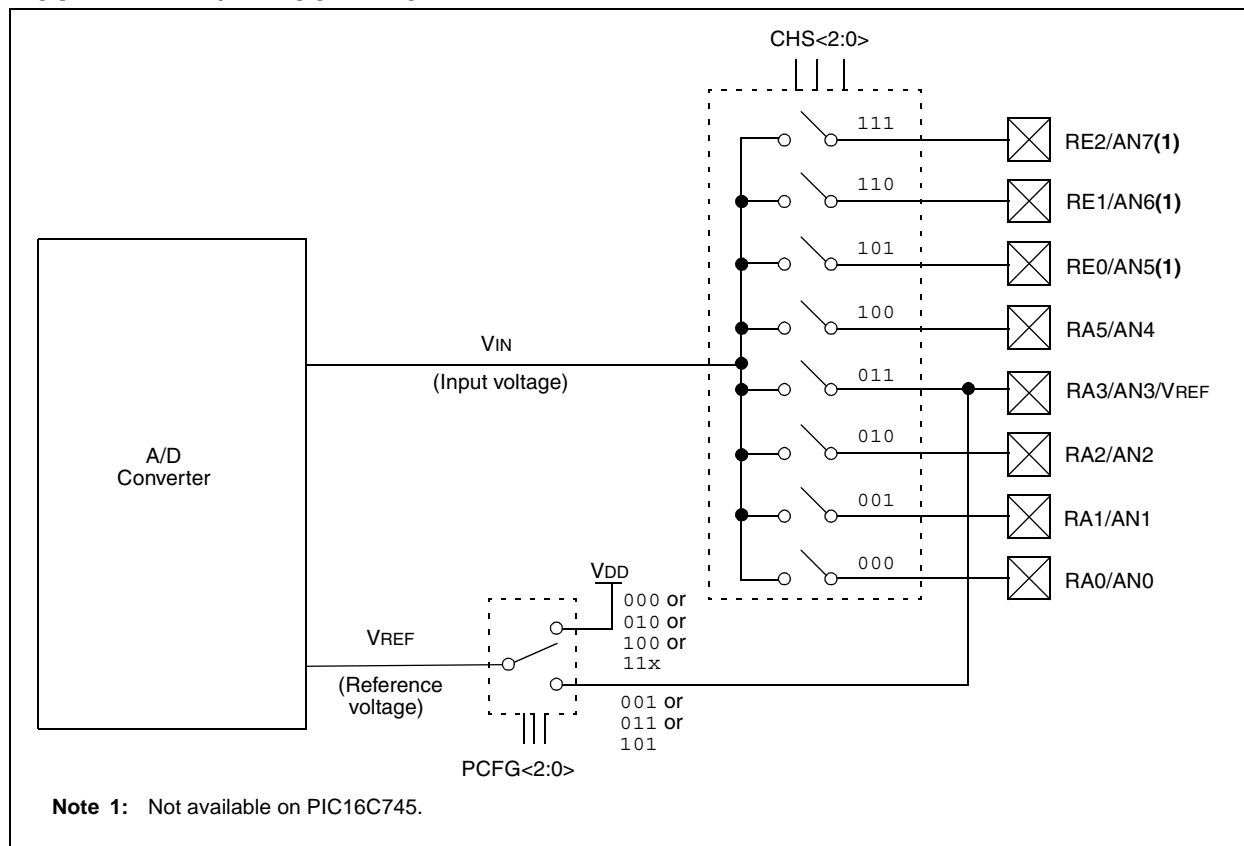 CHS<2:0>
111
RE2/AN7(1)
110
RE1/AN6(1)
101
RE0/AN5(1)
100
RA5/AN4
VIN
(Input voltage)
011
RA3/AN3/VREF
A/D
Converter
010
RA2/AN2
001
RA1/AN1
000
RA0/AN0
VDD
000 or
010 or
100 or
11x
VREF
(Reference
voltage)
001 or
011 or
101
PCFG<2:0>
Note 1: Not available on PIC16C745.